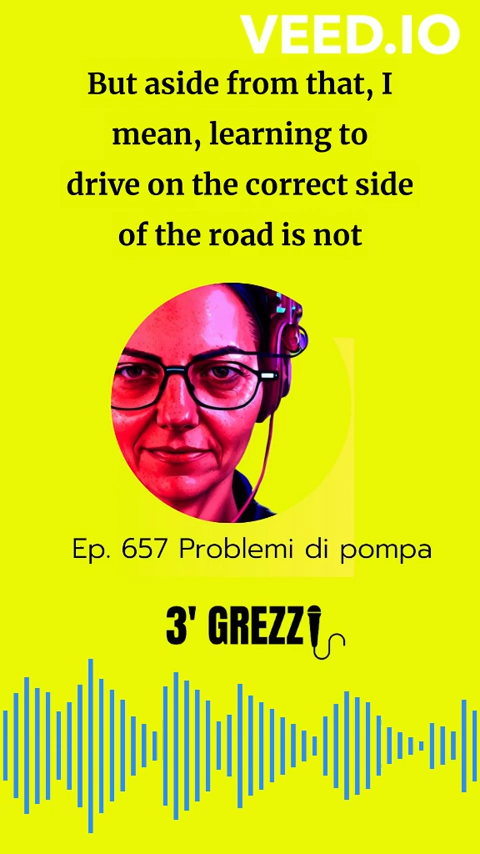 VEED.IO
But aside from that, I
mean, learning to
drive on the correct side
of the road is not
Ep. 657 Problemi di pompa
3' GREZZI